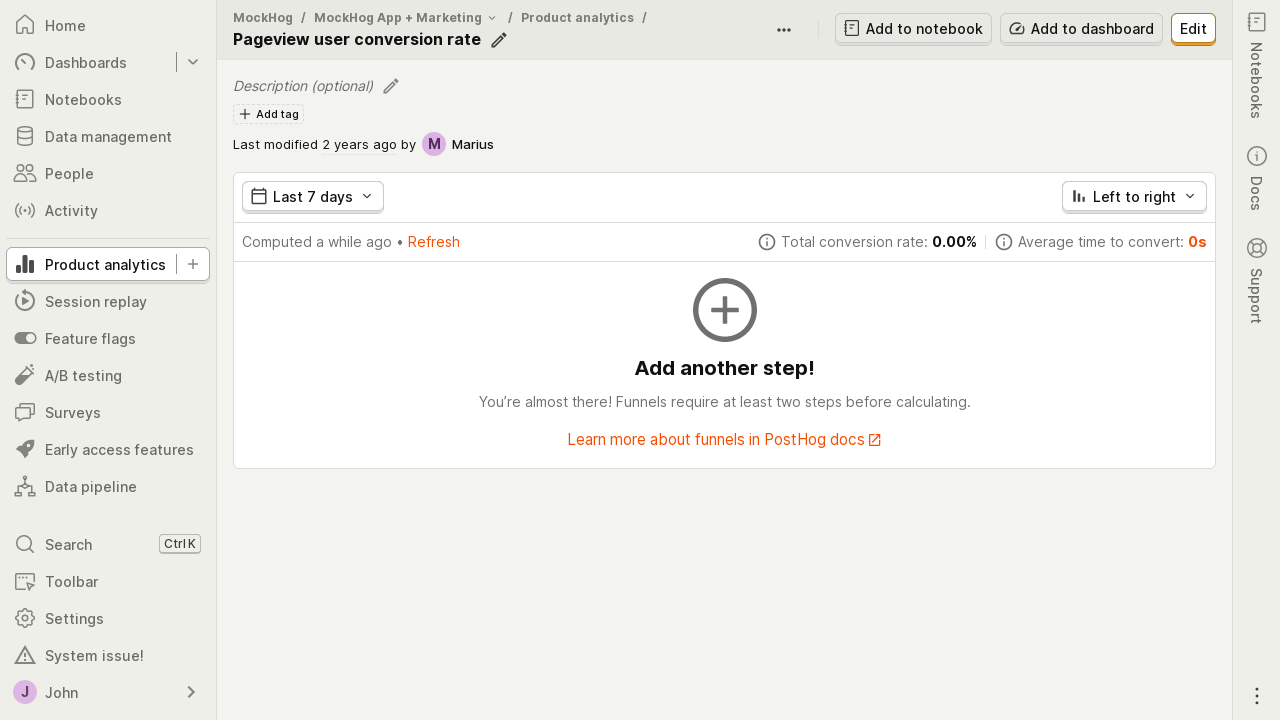 Home
Dashboards
Notebooks
Data management
People
Activity
Product analytics
Session replay
Feature flags
A/B testing
Surveys
Early access features
Data pipeline
Search Ctrl K
Toolbar
Settings
System issue!
J John
MockHog / MockHog App + Marketing / Product analytics /
Pageview user conversion rate
Add to notebook
Add to dashboard
Edit
Description (optional)
Add tag
Last modified 2 years ago by M Marius
Last 7 days
Left to right
Computed a while ago • Refresh
Total conversion rate: 0.00%
Average time to convert: 0s
Add another step!
You’re almost there! Funnels require at least two steps before calculating.
Learn more about funnels in PostHog docs
Notebooks
Docs
Support